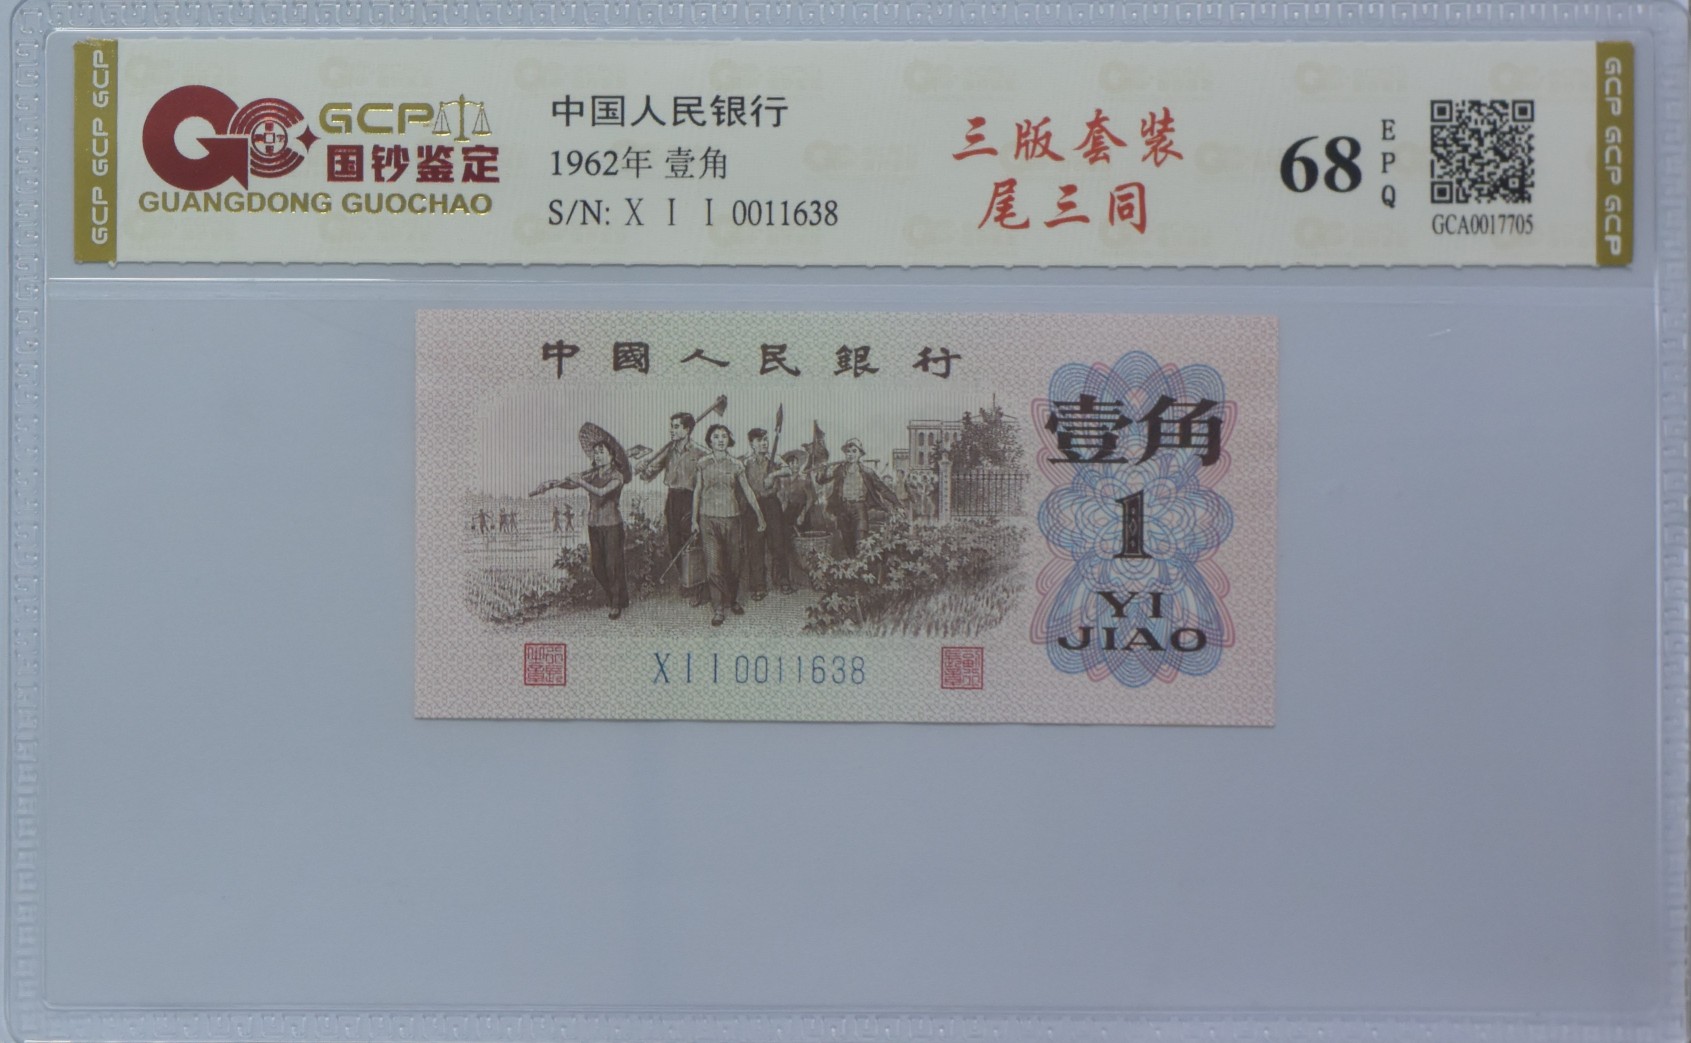 GCP
国钞鉴定
GUANGDONG GUOCHAO
中国人民银行
1962年 壹角
S/N: X I I 0011638
三版套装
尾三同
68
EPQ
GCA0017705
GCP GCP GCP
GCP GCP GCP
中國人民銀行
壹角
1
YI
JIAO
X I I 0011638